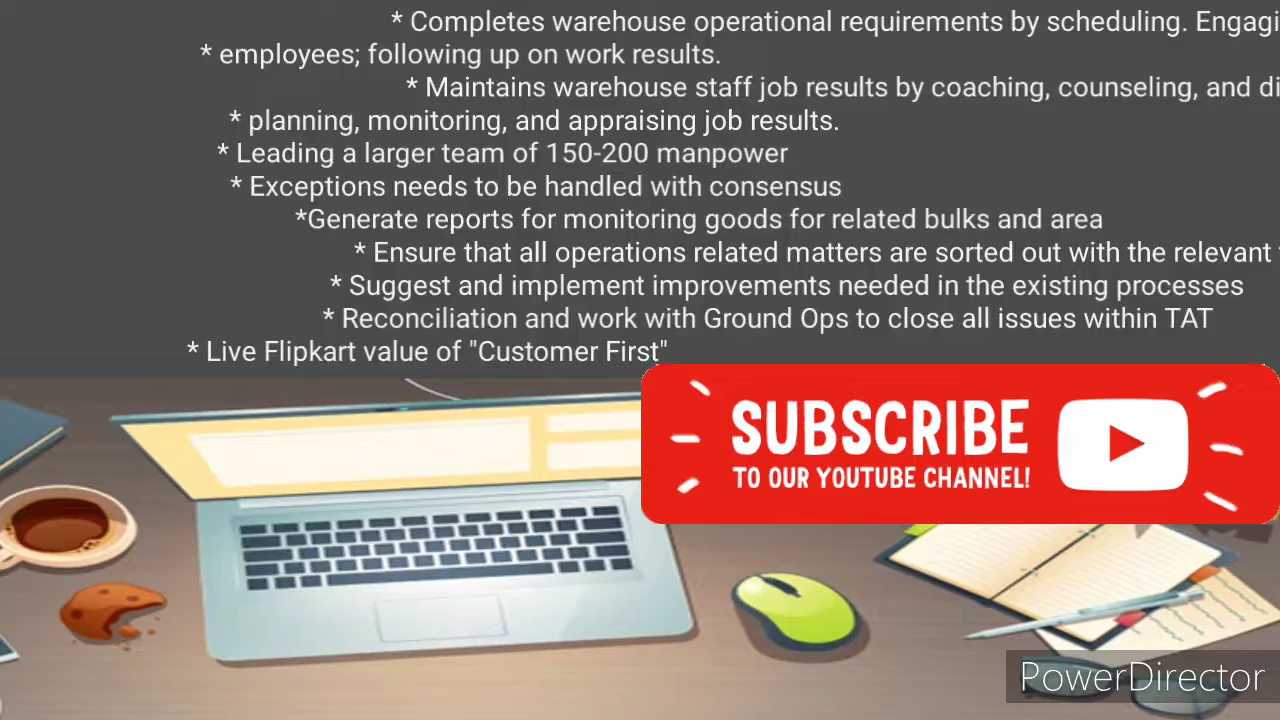 * Completes warehouse operational requirements by scheduling. Engagi
* employees; following up on work results.
* Maintains warehouse staff job results by coaching, counseling, and di
* planning, monitoring, and appraising job results.
* Leading a larger team of 150-200 manpower
* Exceptions needs to be handled with consensus
*Generate reports for monitoring goods for related bulks and area
* Ensure that all operations related matters are sorted out with the relevant
* Suggest and implement improvements needed in the existing processes
* Reconciliation and work with Ground Ops to close all issues within TAT
* Live Flipkart value of "Customer First"
SUBSCRIBE
TO OUR YOUTUBE CHANNEL!
PowerDirector